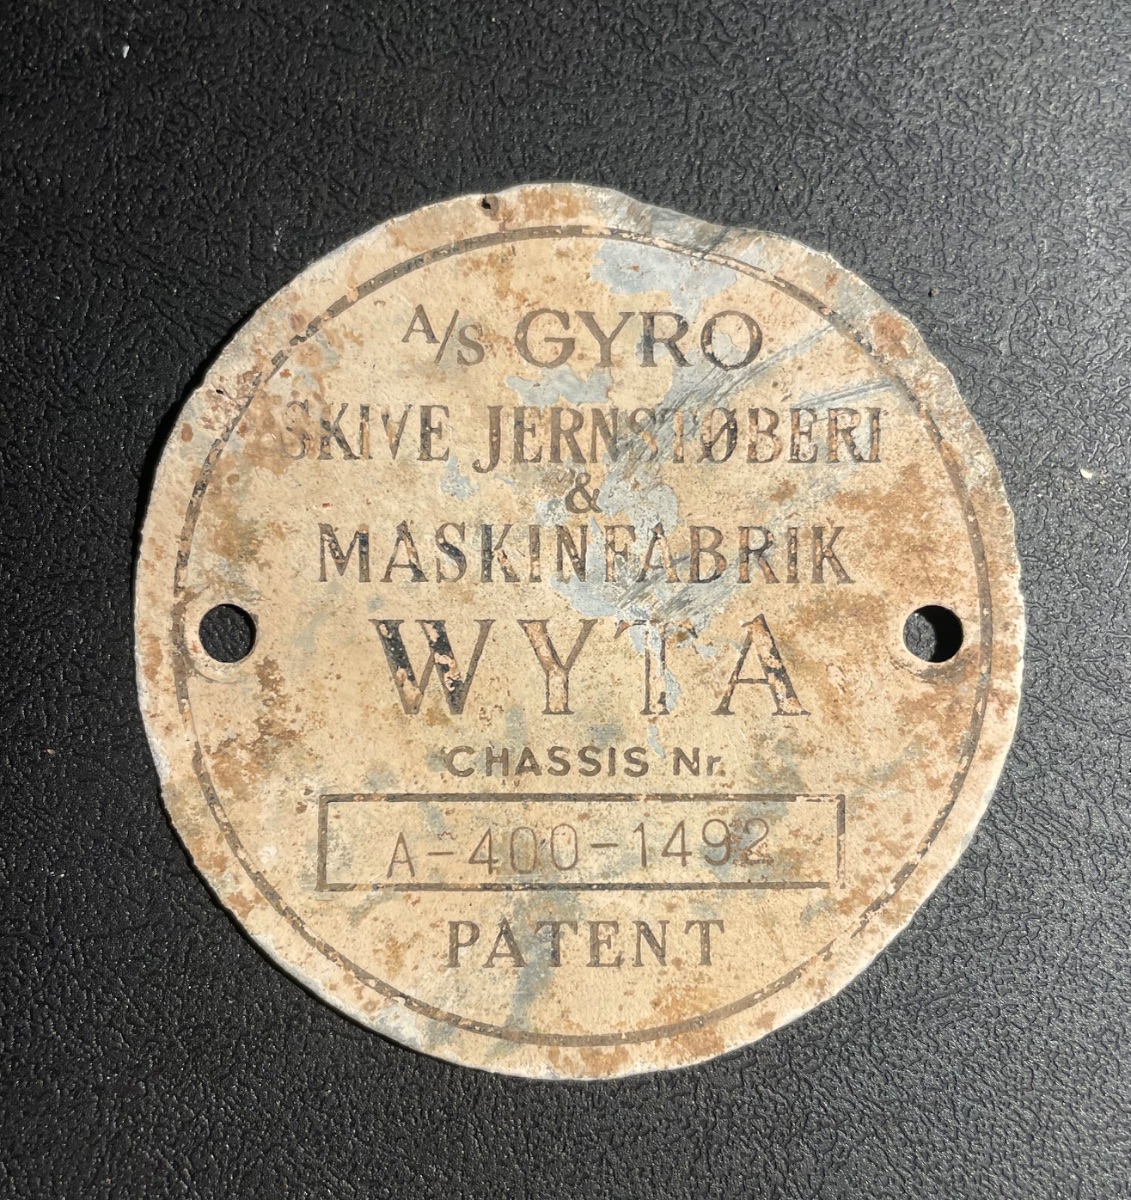 A/S GYRO
SKIVE JERNSTØBERI
&
MASKINFABRIK
WYTA
CHASSIS Nr.
A-400-1492
PATENT